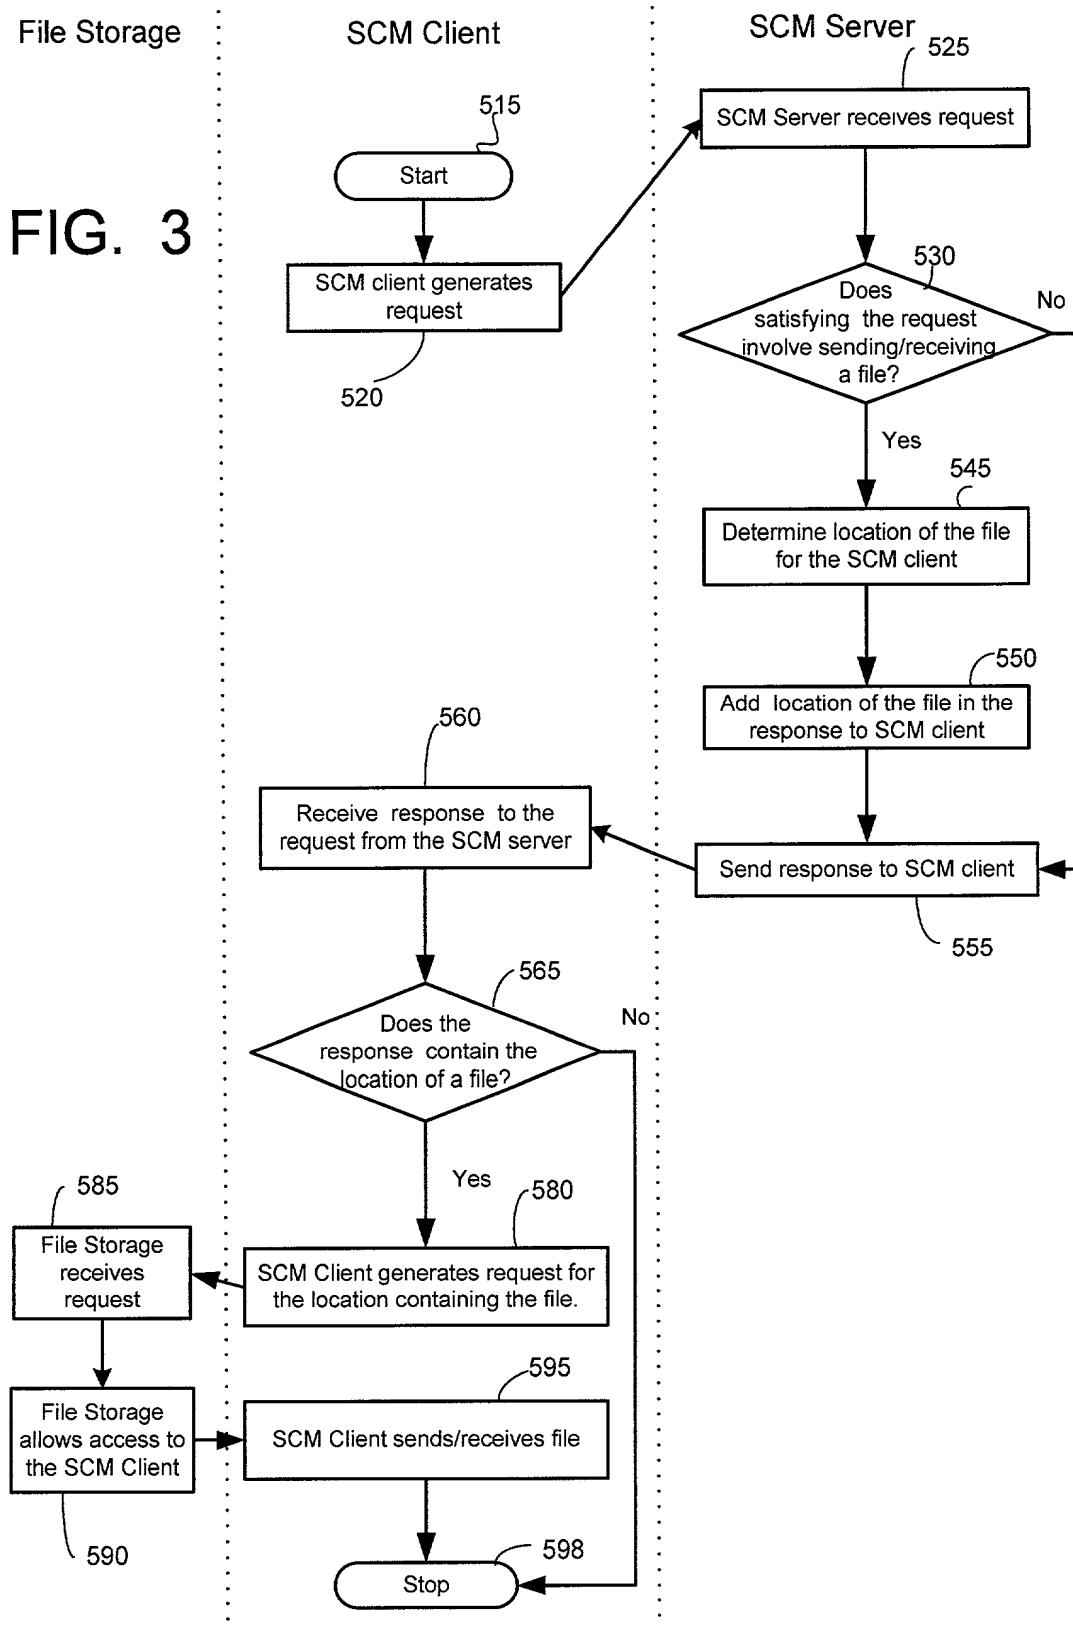 File Storage
SCM Client
SCM Server
525
515
SCM Server receives request
Start
FIG. 3
530
SCM client generates
request
Does
satisfying the request
involve sending/receiving
a file?
No
520
Yes
545
Determine location of the file
for the SCM client
550
Add location of the file in the
response to SCM client
560
Receive response to the
request from the SCM server
Send response to SCM client
555
565
Does the
response contain the
location of a file?
No
Yes
585
580
File Storage
receives
request
SCM Client generates request for
the location containing the file.
595
File Storage
allows access to
the SCM Client
SCM Client sends/receives file
590
598
Stop